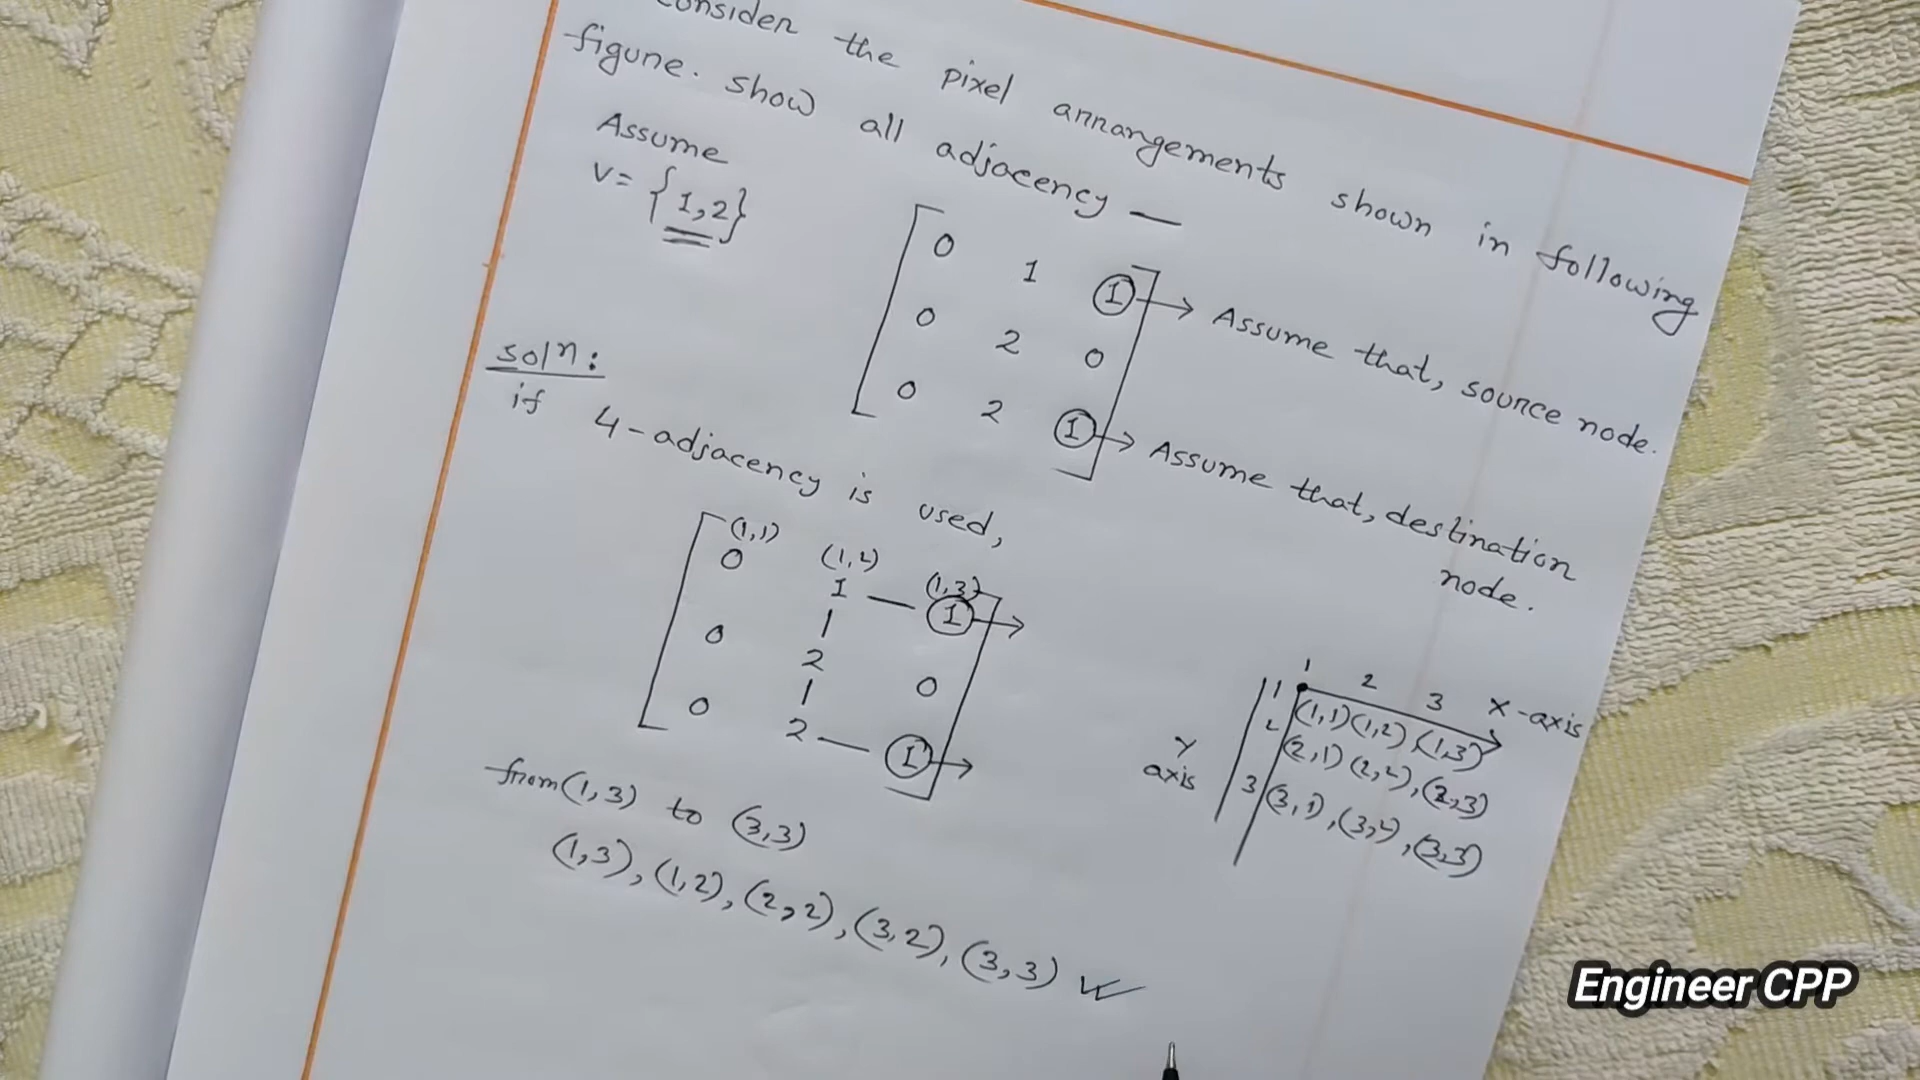 Consider the pixel arrangements shown in following
figure. show all adjacency —
Assume
V= {1,2}
0 1 1 → Assume that, source node.
0 2 0
0 2 1 → Assume that, destination
node.
soln:
if 4-adjacency is used,
(1,1) (1,2) (1,3)
0 1 — 1 →
0 2 0
0 2 — 1 →
1 2 3 X-axis
1 (1,1) (1,2) (1,3)
2 (2,1) (2,2), (2,3)
Y
axis
3 (3,1), (3,2), (3,3)
from (1,3) to (3,3)
(1,3), (1,2), (2,2), (3,2), (3,3)
Engineer CPP